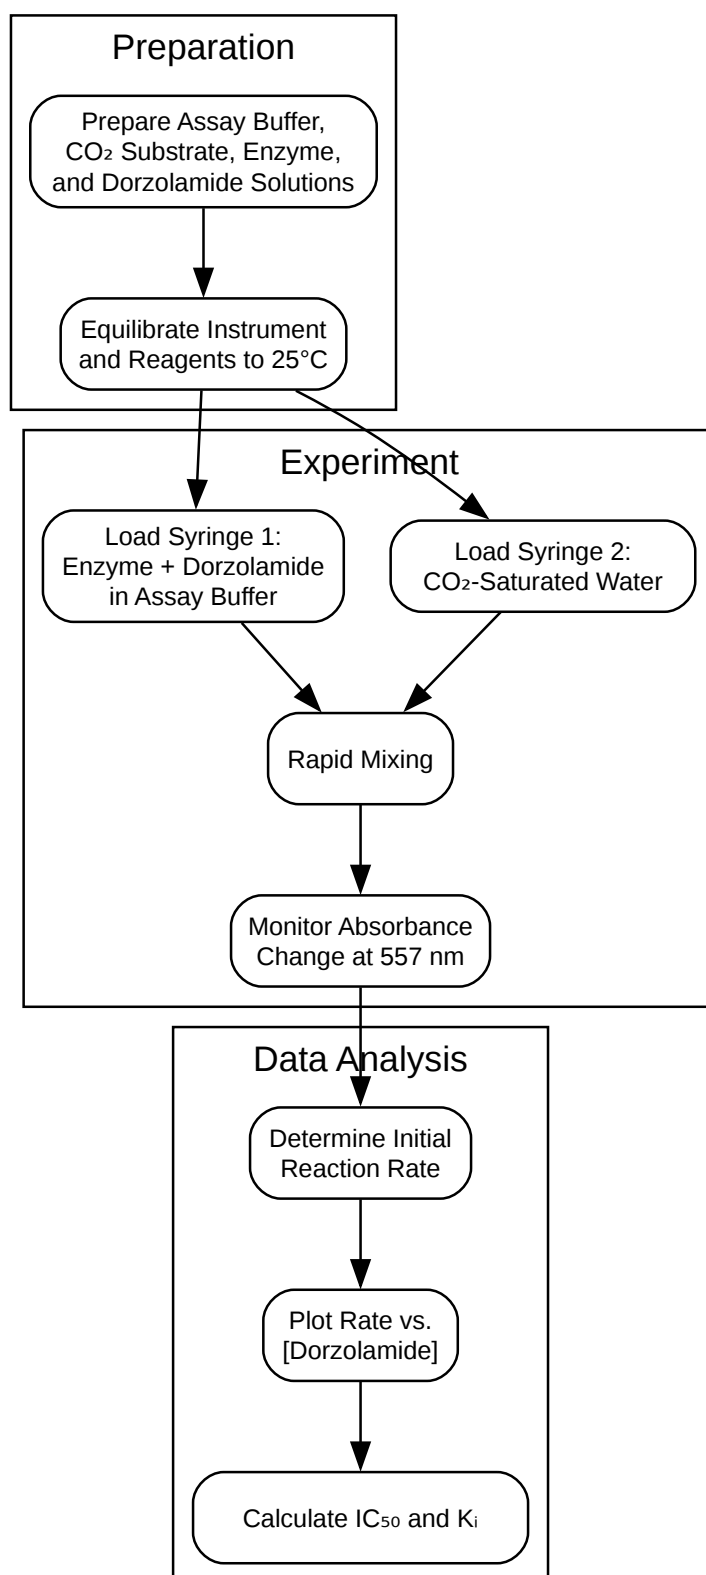 Preparation
Prepare Assay Buffer,
CO₂ Substrate, Enzyme,
and Dorzolamide Solutions
Equilibrate Instrument
and Reagents to 25°C
Experiment
Load Syringe 1:
Enzyme + Dorzolamide
in Assay Buffer
Load Syringe 2:
CO₂-Saturated Water
Rapid Mixing
Monitor Absorbance
Change at 557 nm
Data Analysis
Determine Initial
Reaction Rate
Plot Rate vs.
[Dorzolamide]
Calculate IC₅₀ and Kᵢ